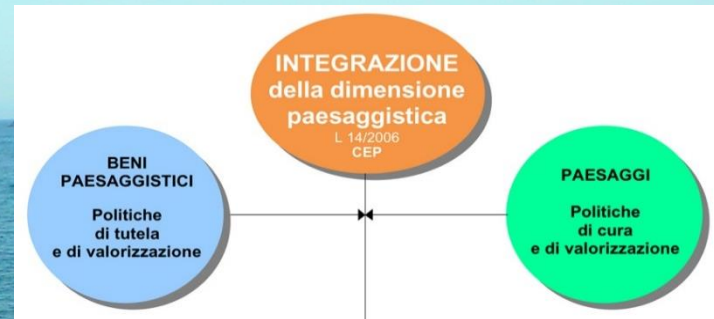 INTEGRAZIONE
della dimensione
paesaggistica
L 14/2006
CEP
BENI
PAESAGGISTICI
Politiche
di tutela
e di valorizzazione
PAESAGGI
Politiche
di cura
e di valorizzazione